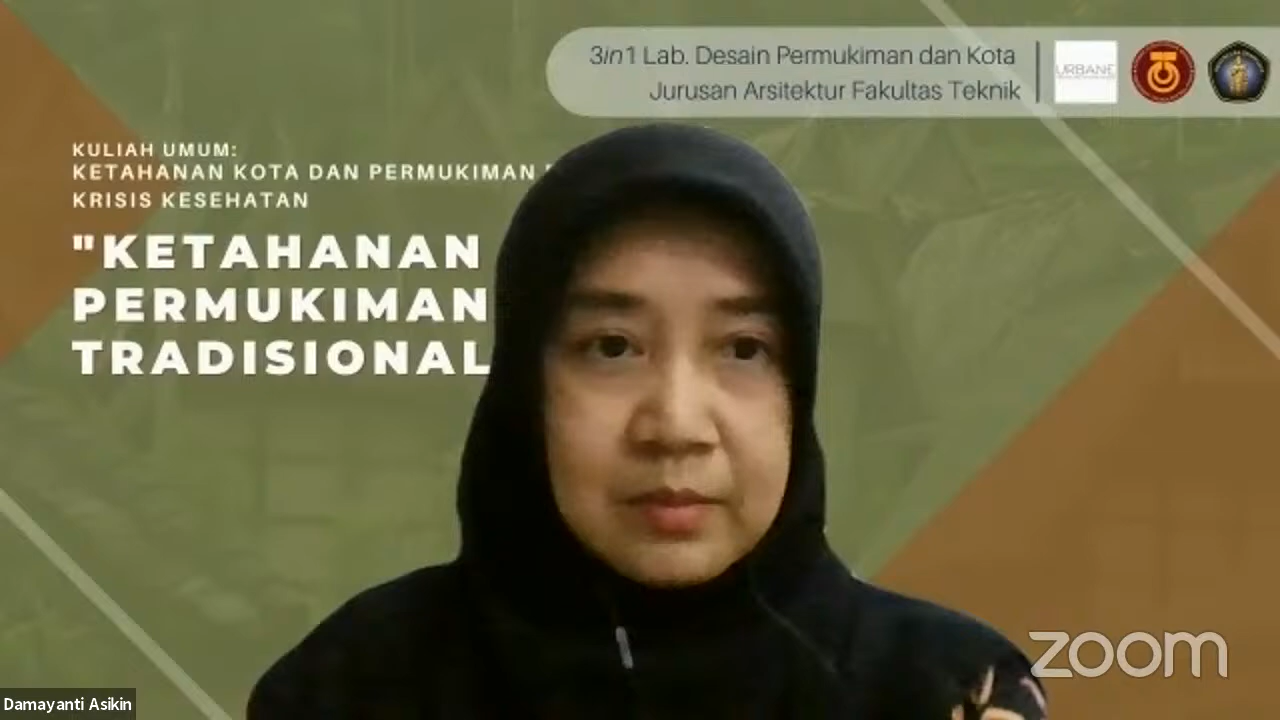 3in1 Lab. Desain Permukiman dan Kota
Jurusan Arsitektur Fakultas Teknik
URBANE
KULIAH UMUM:
KETAHANAN KOTA DAN PERMUKIMAN
KRISIS KESEHATAN
"KETAHANAN
PERMUKIMAN
TRADISIONAL
zoom
Damayanti Asikin